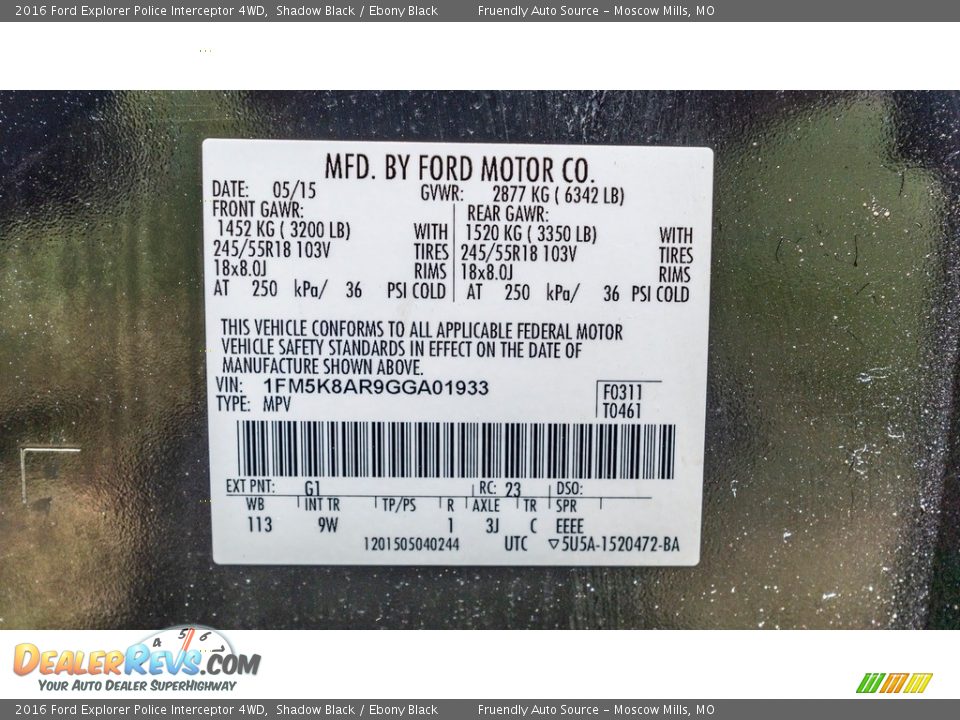 2016 Ford Explorer Police Interceptor 4WD, Shadow Black / Ebony Black Fruendly Auto Source - Moscow Mills, MO
MFD. BY FORD MOTOR CO.
DATE: 05/15 GVWR: 2877 KG ( 6342 LB)
FRONT GAWR: REAR GAWR:
1452 KG ( 3200 LB) WITH 1520 KG ( 3350 LB) WITH
245/55R18 103V TIRES 245/55R18 103V TIRES
18x8.0J RIMS 18x8.0J RIMS
AT 250 kPa/ 36 PSI COLD AT 250 kPa/ 36 PSI COLD
THIS VEHICLE CONFORMS TO ALL APPLICABLE FEDERAL MOTOR
VEHICLE SAFETY STANDARDS IN EFFECT ON THE DATE OF
MANUFACTURE SHOWN ABOVE.
VIN: 1FM5K8AR9GGA01933
TYPE: MPV
F0311
T0461
EXT PNT: G1 RC: 23 DSO:
WB INT TR TP/PS R AXLE TR SPR
113 9W 1 3J C EEEE
1201505040244 UTC ▽5U5A-1520472-BA
4 5 6 7
DEALERREVS.COM
YOUR AUTO DEALER SUPERHIGHWAY
2016 Ford Explorer Police Interceptor 4WD, Shadow Black / Ebony Black Fruendly Auto Source - Moscow Mills, MO